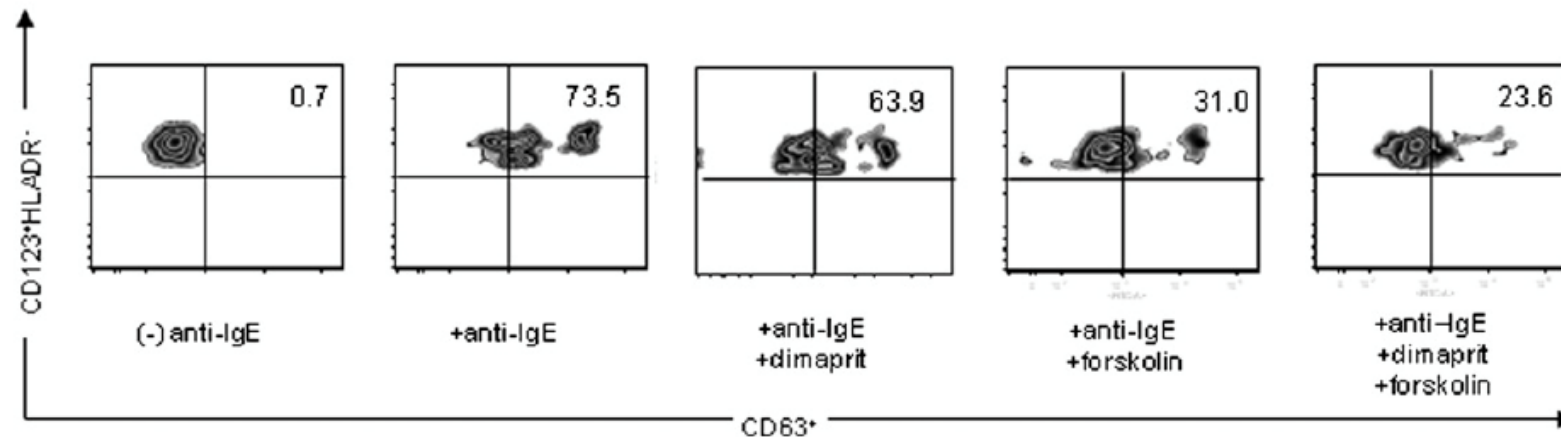 CD123⁺HLADR⁻
0.7
73.5
63.9
31.0
23.6
(-) anti-IgE
+anti-IgE
+anti-IgE
+dimaprit
+anti-IgE
+forskolin
+anti–IgE
+dimaprit
+forskolin
CD63⁺